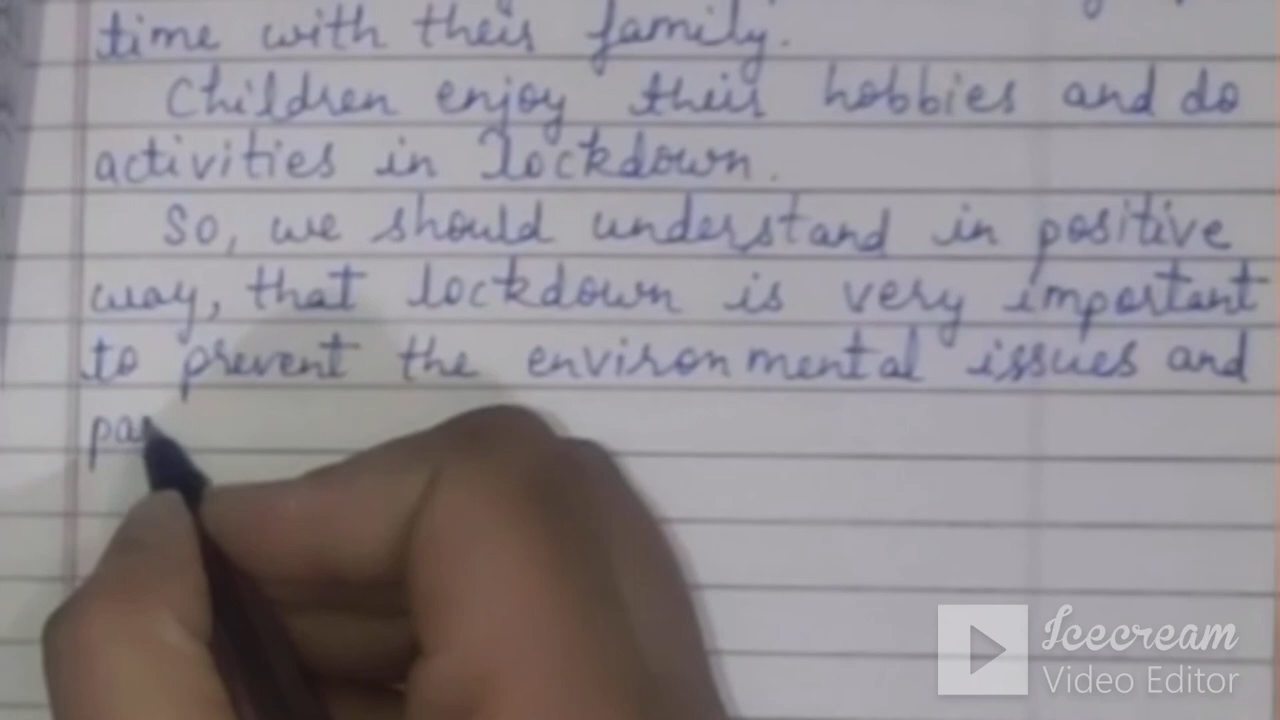 time with their family.
Children enjoy their hobbies and do
activities in lockdown.
So, we should understand in positive
way, that lockdown is very important
to prevent the environmental issues and
Icecream
Video Editor